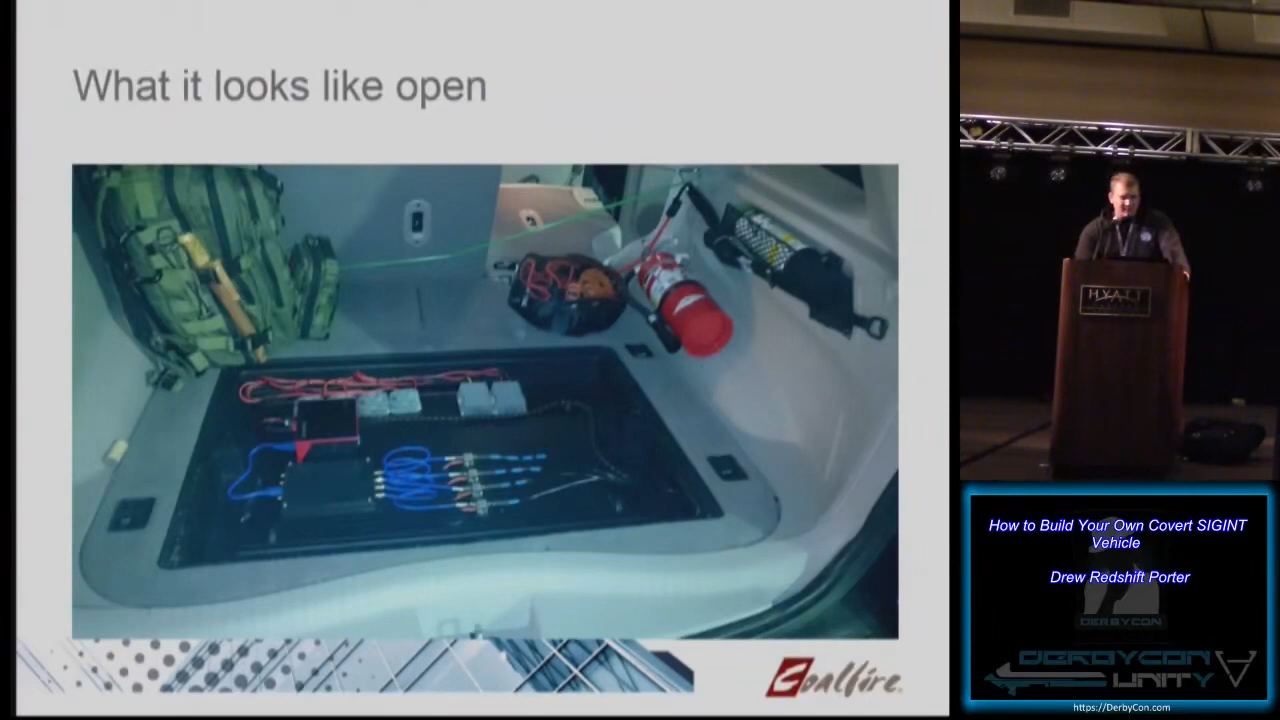 What it looks like open
Coalfire.
HYATT
How to Build Your Own Covert SIGINT
Vehicle
Drew Redshift Porter
DERBYCON
DERBYCON
UNITY
https://DerbyCon.com